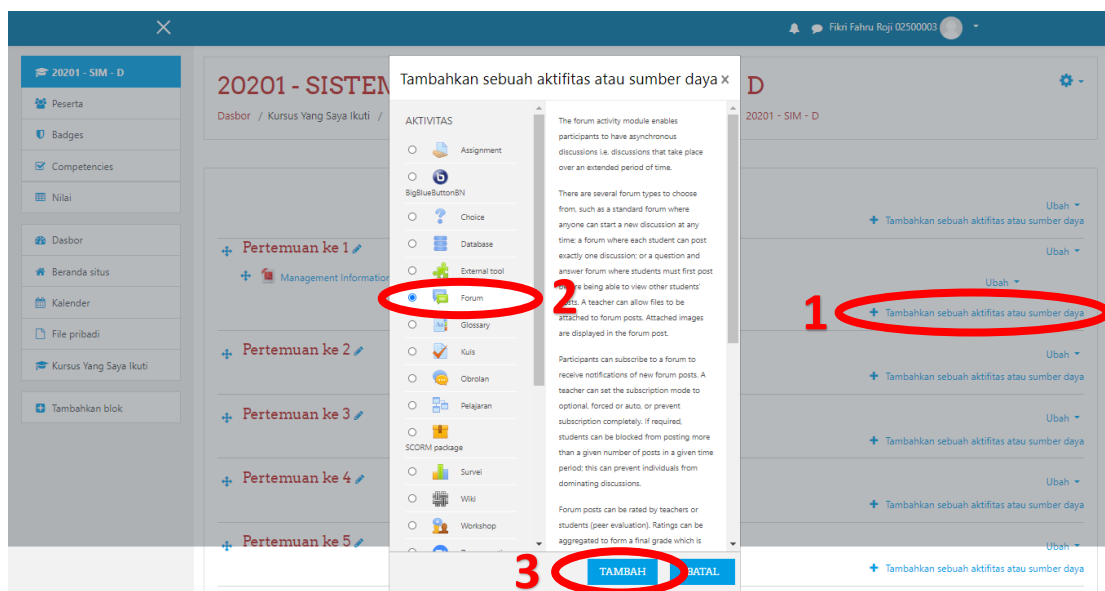 Fikri Fahru Roji 02500003
20201 - SIM - D
Peserta
Badges
Competencies
Nilai
Dasbor
Beranda situs
Kalender
File pribadi
Kursus Yang Saya Ikuti
Tambahkan blok
20201 - SISTEM
D
Dasbor / Kursus Yang Saya Ikuti /
20201 - SIM - D
Ubah
Tambahkan sebuah aktifitas atau sumber daya
Pertemuan ke 1
Ubah
Management Information
Ubah
1
Tambahkan sebuah aktifitas atau sumber daya
Pertemuan ke 2
Ubah
Tambahkan sebuah aktifitas atau sumber daya
Pertemuan ke 3
Ubah
Tambahkan sebuah aktifitas atau sumber daya
Pertemuan ke 4
Ubah
Tambahkan sebuah aktifitas atau sumber daya
Pertemuan ke 5
Ubah
Tambahkan sebuah aktifitas atau sumber daya
Tambahkan sebuah aktifitas atau sumber daya ×
AKTIVITAS
Assignment
BigBlueButtonBN
Choice
Database
External tool
Forum
2
Glossary
Kuis
Obrolan
Pelajaran
SCORM package
Survei
Wiki
Workshop
The forum activity module enables
participants to have asynchronous
discussions i.e. discussions that take place
over an extended period of time.
There are several forum types to choose
from, such as a standard forum where
anyone can start a new discussion at any
time; a forum where each student can post
exactly one discussion; or a question and
answer forum where students must first post
before being able to view other students'
posts. A teacher can allow files to be
attached to forum posts. Attached images
are displayed in the forum post.
Participants can subscribe to a forum to
receive notifications of new forum posts. A
teacher can set the subscription mode to
optional, forced or auto, or prevent
subscription completely. If required,
students can be blocked from posting more
than a given number of posts in a given time
period; this can prevent individuals from
dominating discussions.
Forum posts can be rated by teachers or
students (peer evaluation). Ratings can be
aggregated to form a final grade which is
3
TAMBAH
BATAL